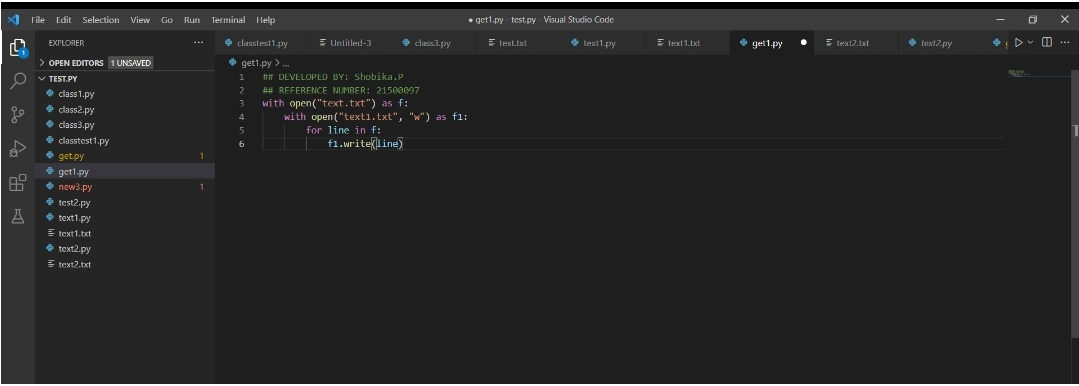 File Edit Selection View Go Run Terminal Help
● get1.py - test.py - Visual Studio Code
EXPLORER
classtest1.py Untitled-3 class3.py text.txt text1.py text1.txt get1.py text2.txt text2.py
1
OPEN EDITORS 1 UNSAVED
TEST.PY
class1.py
class2.py
class3.py
classtest1.py
get.py 1
get1.py
new3.py 1
test2.py
text1.py
text1.txt
text2.py
text2.txt
get1.py > ...
1 ## DEVELOPED BY: Shobika.P
2 ## REFERENCE NUMBER: 21500097
3 with open("text.txt") as f:
4 with open("text1.txt", "w") as f1:
5 for line in f:
6 f1.write(line)